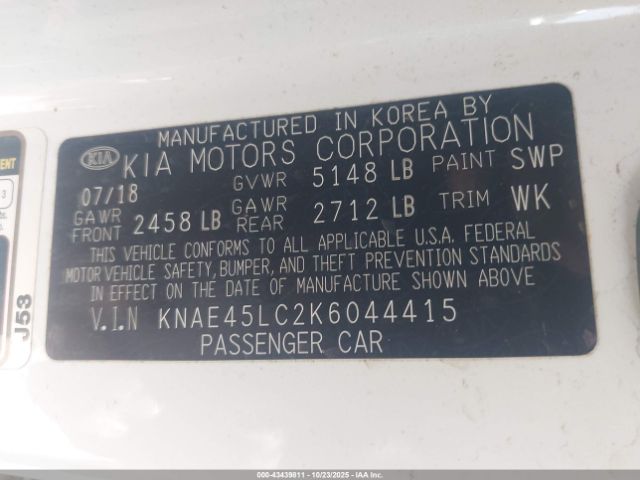 MANUFACTURED IN KOREA BY
KIA KIA MOTORS CORPORATION
07/18 GVWR 5148 LB PAINT SWP
GAWR FRONT 2458 LB GAWR REAR 2712 LB TRIM WK
THIS VEHICLE CONFORMS TO ALL APPLICABLE U.S.A. FEDERAL
MOTOR VEHICLE SAFETY, BUMPER, AND THEFT PREVENTION STANDARDS
IN EFFECT ON THE DATE OF MANUFACTURE SHOWN ABOVE
V.I.N KNAE45LC2K6044415
PASSENGER CAR
J53
000-43439811 - 10/23/2025 - IAAI.com